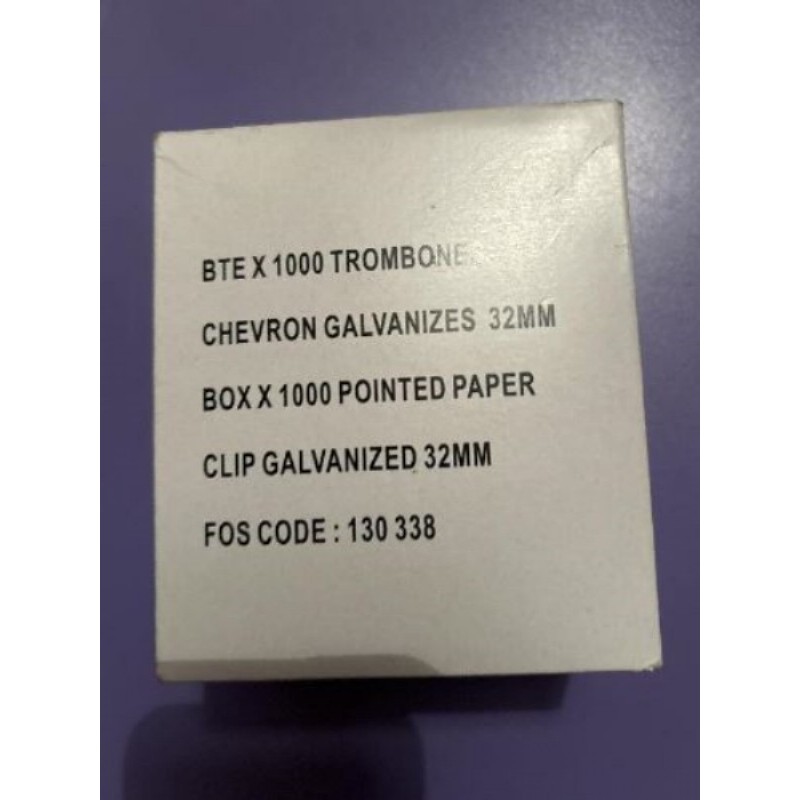 BTE X 1000 TROMBONE
CHEVRON GALVANIZES 32MM
BOX X 1000 POINTED PAPER
CLIP GALVANIZED 32MM
FOS CODE : 130 338